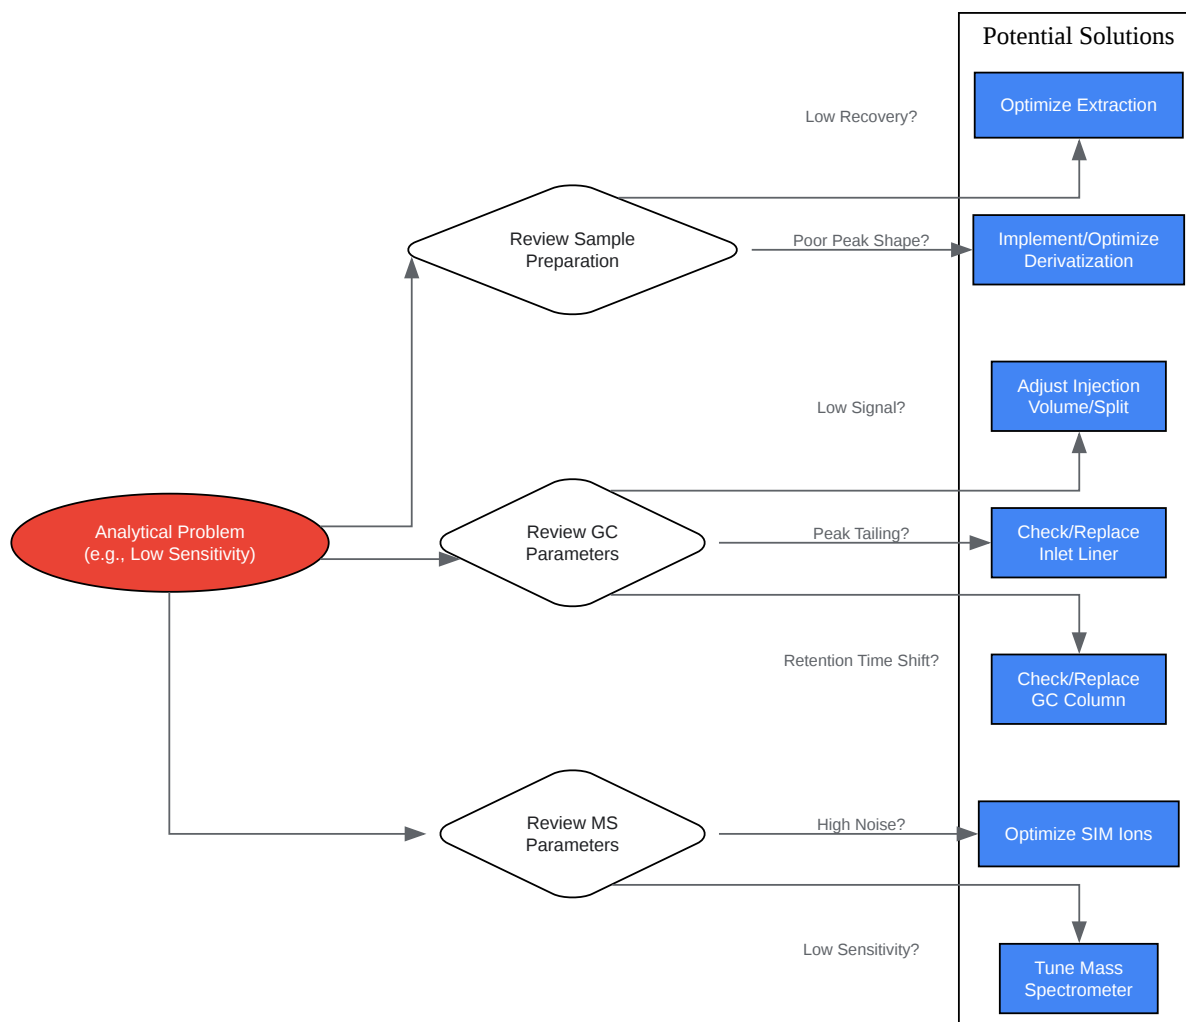 Potential Solutions
Optimize Extraction
Low Recovery?
Review Sample
Preparation
Poor Peak Shape?
Implement/Optimize
Derivatization
Adjust Injection
Volume/Split
Low Signal?
Analytical Problem
(e.g., Low Sensitivity)
Review GC
Parameters
Peak Tailing?
Check/Replace
Inlet Liner
Retention Time Shift?
Check/Replace
GC Column
Review MS
Parameters
High Noise?
Optimize SIM Ions
Low Sensitivity?
Tune Mass
Spectrometer